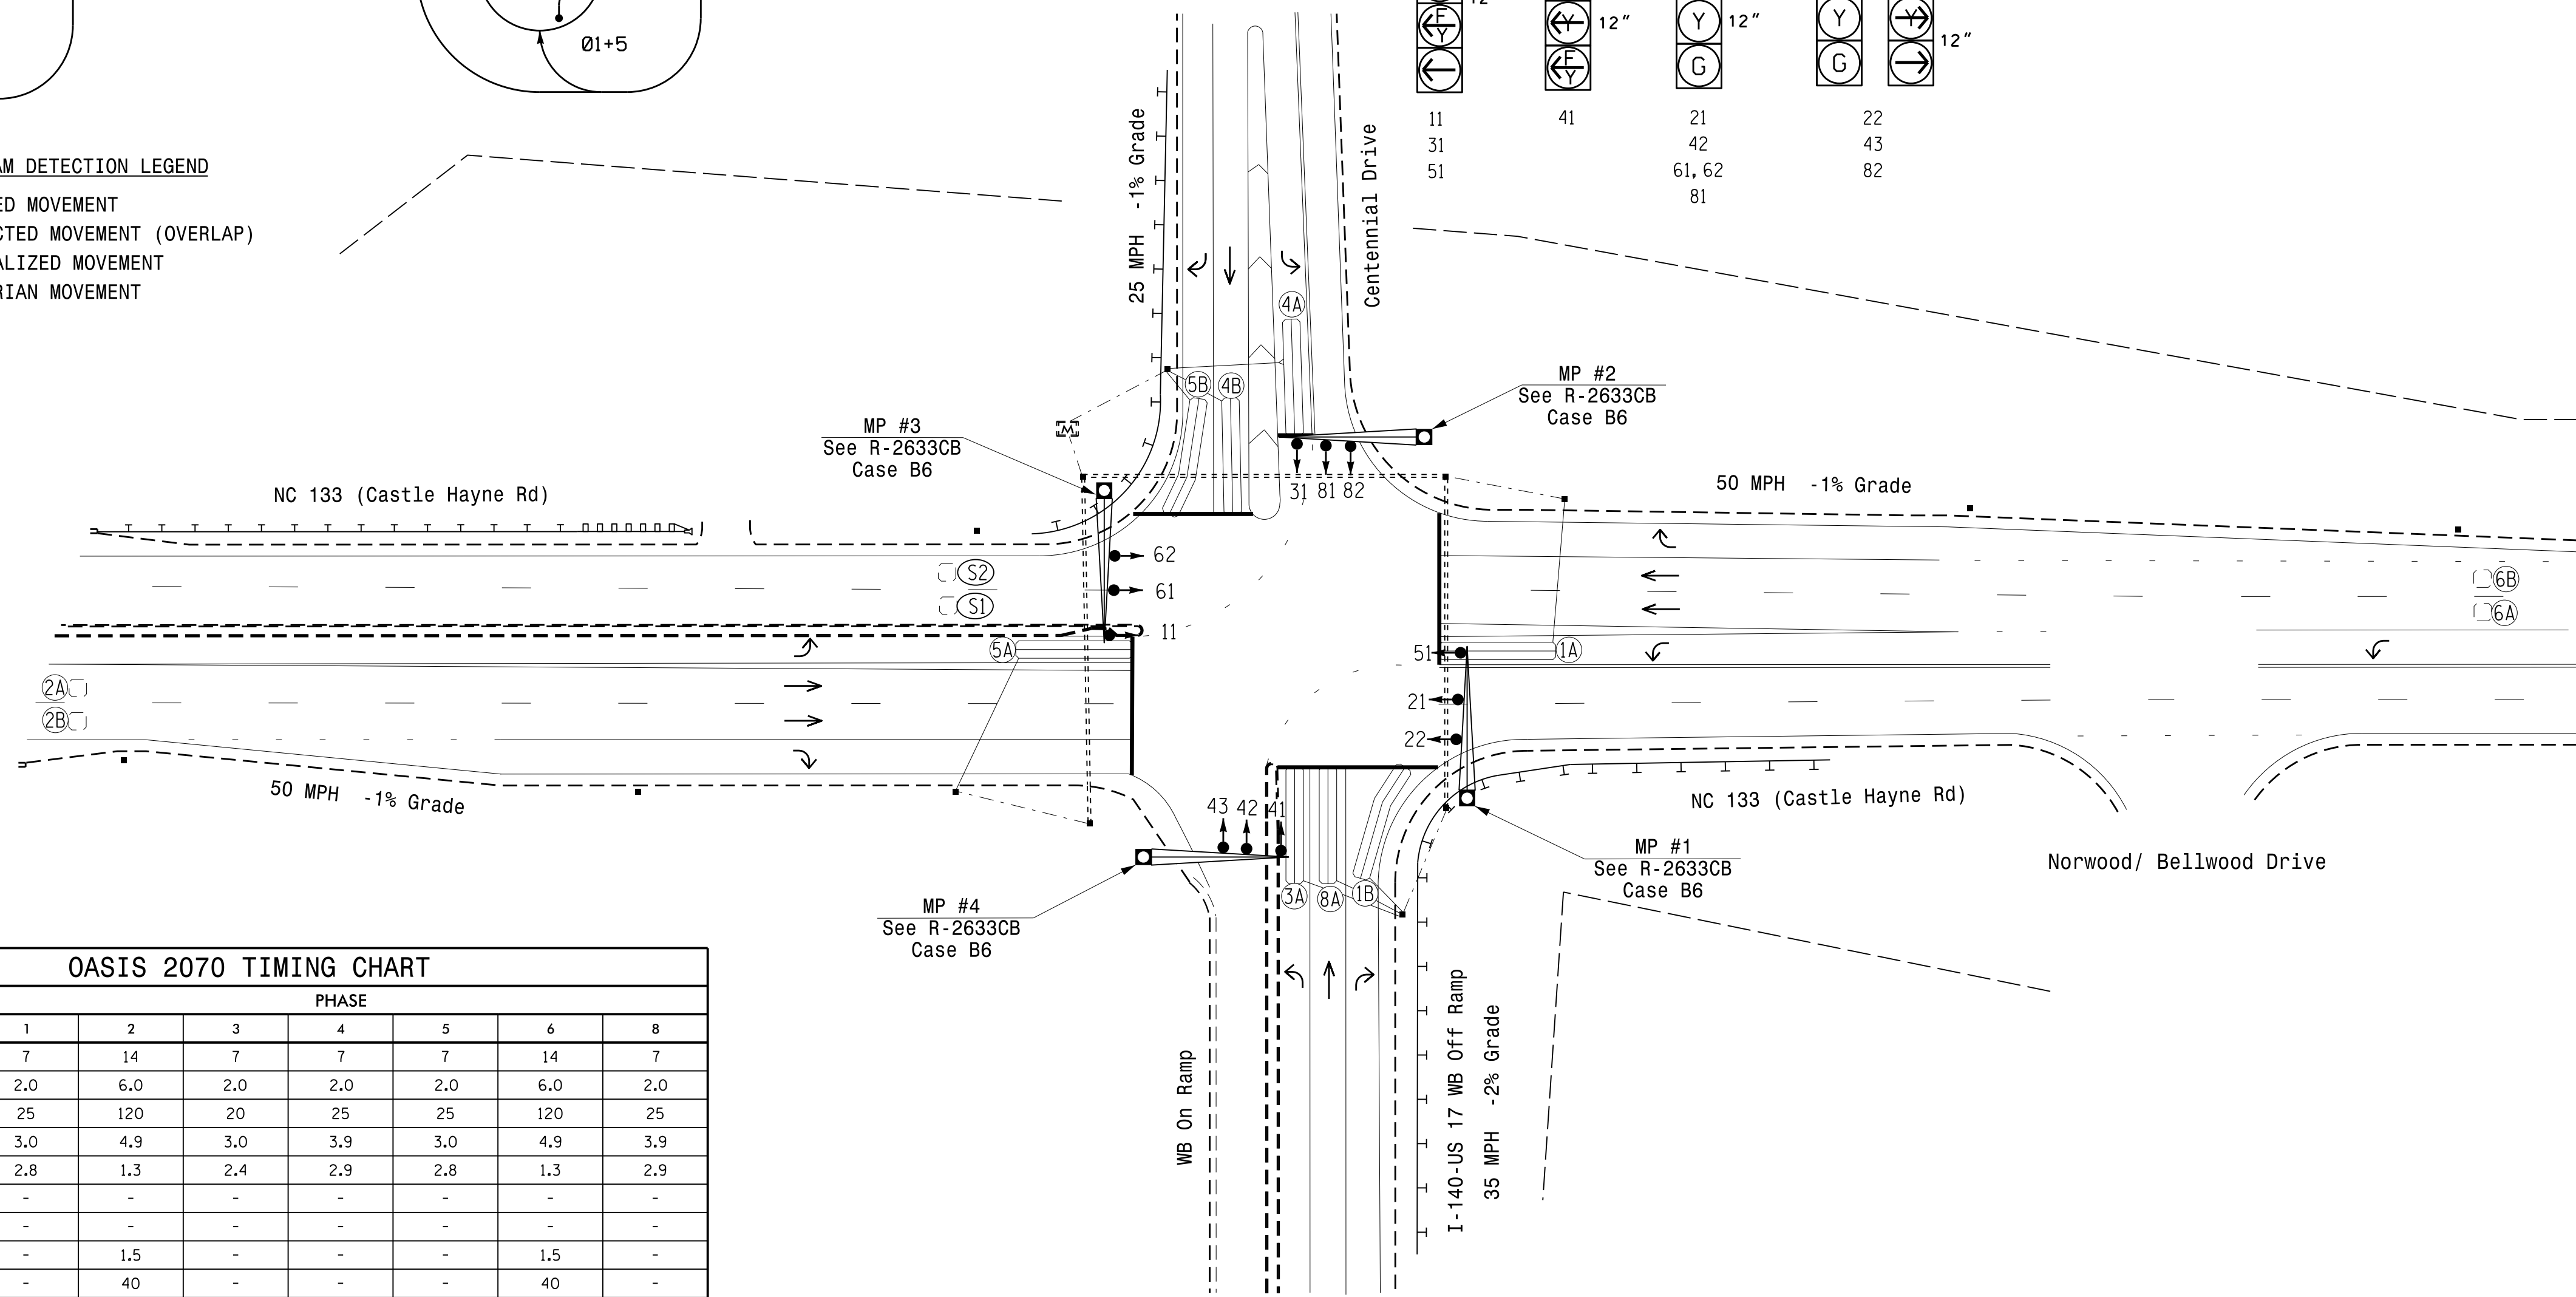 12"
Ø1+5
F
Y
Y
12"
F
Y
Y
12"
G
Y
G
Y
12"
11
31
51
41
21
42
61, 62
81
22
43
82
AM DETECTION LEGEND
ED MOVEMENT
CTED MOVEMENT (OVERLAP)
ALIZED MOVEMENT
RIAN MOVEMENT
25 MPH -1% Grade
Centennial Drive
4A
5B
4B
MP #2
See R-2633CB
Case B6
MP #3
See R-2633CB
Case B6
M
31 81 82
NC 133 (Castle Hayne Rd)
50 MPH -1% Grade
62
61
11
S2
S1
6B
6A
5A
51
1A
2A
2B
21
22
50 MPH -1% Grade
NC 133 (Castle Hayne Rd)
43 42 41
MP #1
See R-2633CB
Case B6
Norwood/ Bellwood Drive
3A
8A
1B
MP #4
See R-2633CB
Case B6
WB On Ramp
I-140-US 17 WB Off Ramp
35 MPH -2% Grade
OASIS 2070 TIMING CHART
PHASE
1 2 3 4 5 6 8
7 14 7 7 7 14 7
2.0 6.0 2.0 2.0 2.0 6.0 2.0
25 120 20 25 25 120 25
3.0 4.9 3.0 3.9 3.0 4.9 3.9
2.8 1.3 2.4 2.9 2.8 1.3 2.9
- - - - - - -
- - - - - - -
- 1.5 - - - 1.5 -
- 40 - - - 40 -